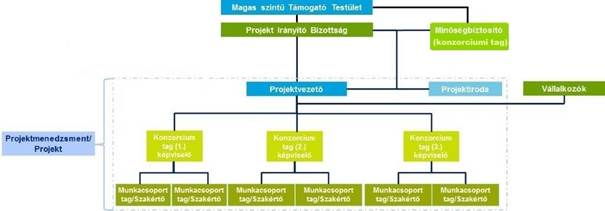 Magas szintű Támogató Testület
Projekt Irányító Bizottság
Minőségbiztosító
(konzorciumi tag)
Projektvezető
Projektiroda
Vállalkozók
Projektmenedzsment/
Projekt
Konzorcium
tag (1.)
képviselő
Konzorcium
tag (2.)
képviselő
Konzorcium
tag (3.)
képviselő
Munkacsoport
tag/Szakértő
Munkacsoport
tag/Szakértő
Munkacsoport
tag/Szakértő
Munkacsoport
tag/Szakértő
Munkacsoport
tag/Szakértő
Munkacsoport
tag/Szakértő